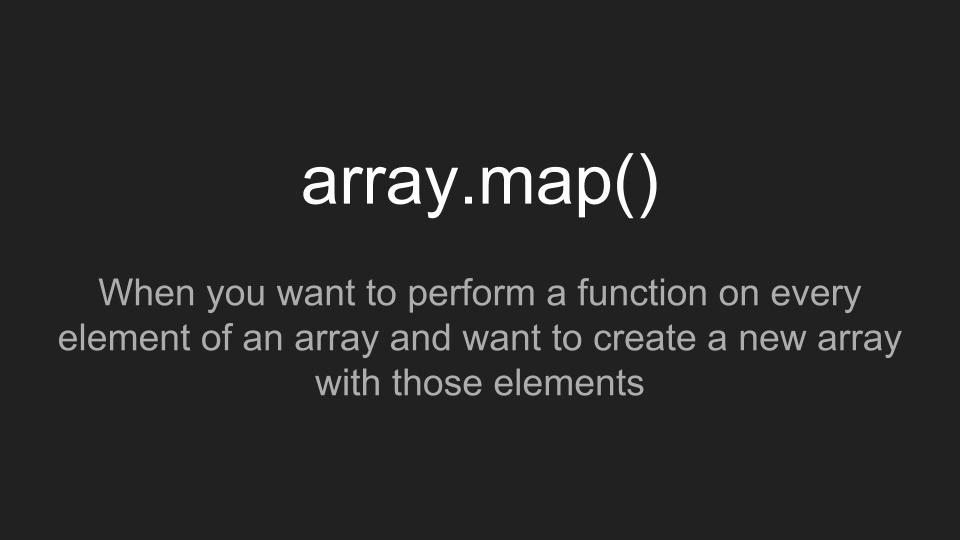 array.map()
When you want to perform a function on every
element of an array and want to create a new array
with those elements